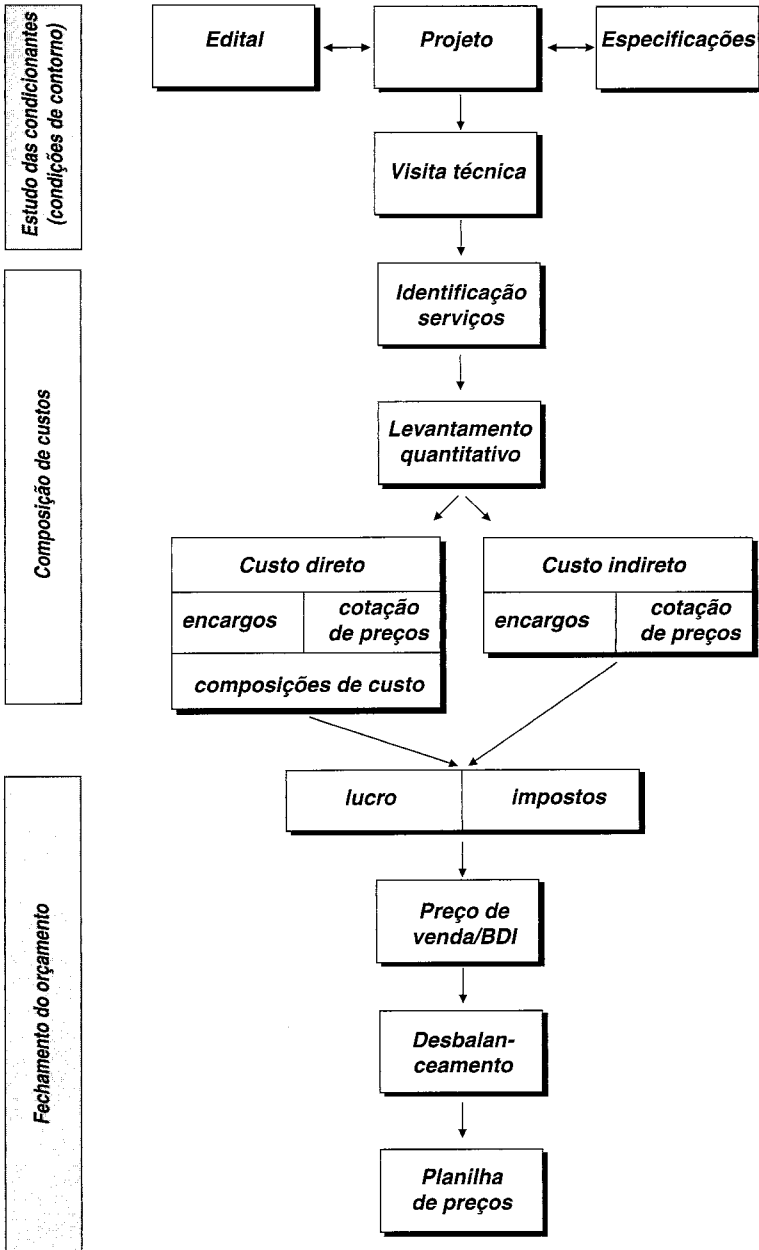 Estudo das condicionantes
(condições de contorno)
Edital
Projeto
Especificações
Visita técnica
Composição de custos
Identificação
serviços
Levantamento
quantitativo
Custo direto
encargos
cotação
de preços
composições de custo
Custo indireto
encargos
cotação
de preços
Fechamento do orçamento
lucro
impostos
Preço de
venda/BDI
Desbalan-
ceamento
Planilha
de preços